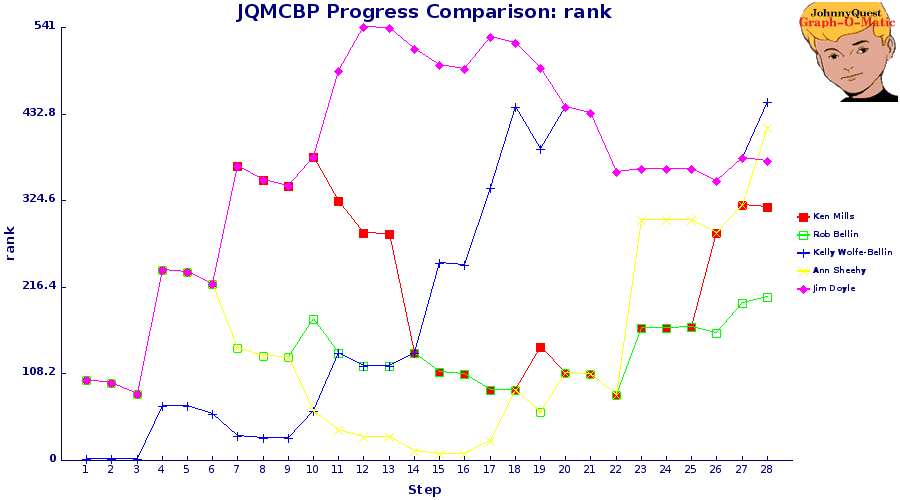 JQMCBP Progress Comparison: rank
JohnnyQuest
Graph-O-Matic
541
432.8
324.6
216.4
108.2
0
rank
1 2 3 4 5 6 7 8 9 10 11 12 13 14 15 16 17 18 19 20 21 22 23 24 25 26 27 28
Step
Ken Mills
Rob Bellin
Kelly Wolfe-Bellin
Ann Sheehy
Jim Doyle